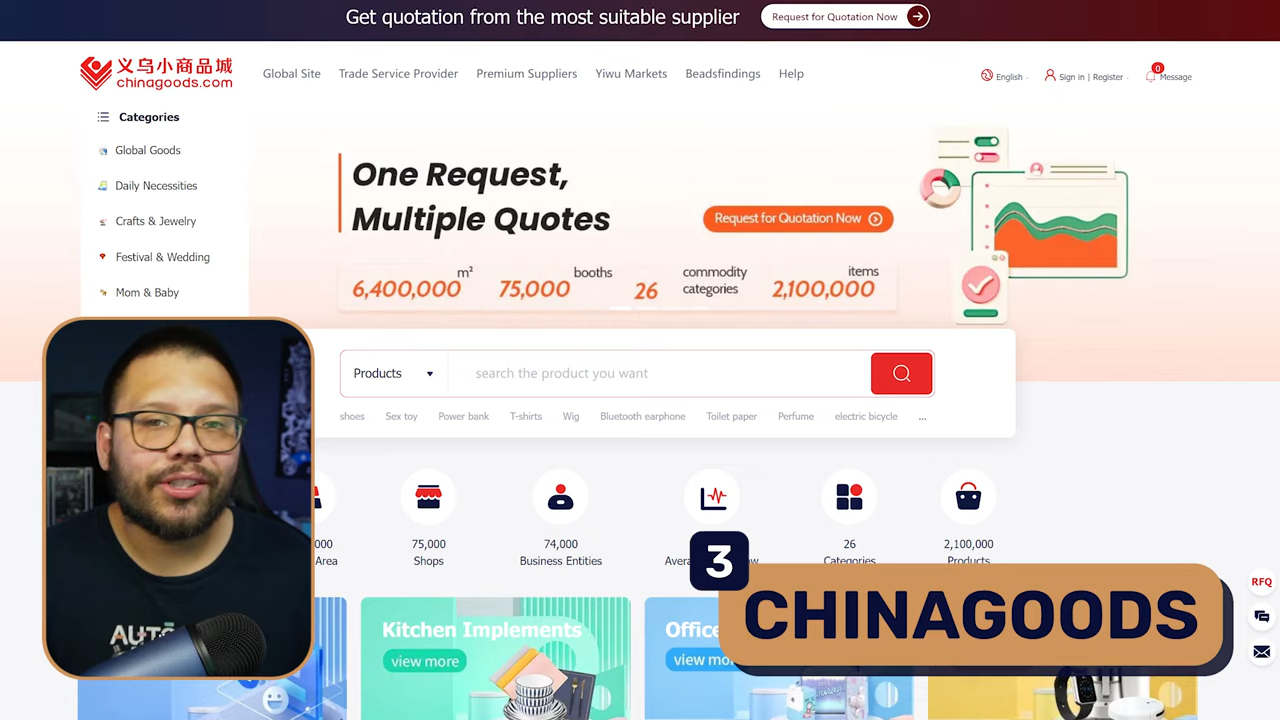 Get quotation from the most suitable supplier
Request for Quotation Now
义乌小商品城
chinagoods.com
Global Site
Trade Service Provider
Premium Suppliers
Yiwu Markets
Beadsfindings
Help
English
Sign in | Register
0
Message
Categories
Global Goods
Daily Necessities
Crafts & Jewelry
Festival & Wedding
Mom & Baby
One Request,
Multiple Quotes
Request for Quotation Now
6,400,000 m²
75,000 booths
26 commodity
categories
2,100,000 items
Products
search the product you want
shoes
Sex toy
Power bank
T-shirts
Wig
Bluetooth earphone
Toilet paper
Perfume
electric bicycle
...
000
Area
75,000
Shops
74,000
Business Entities
26
Categories
2,100,000
Products
3
CHINAGOODS
RFQ
Kitchen Implements
view more
Office
view mo
AUTO